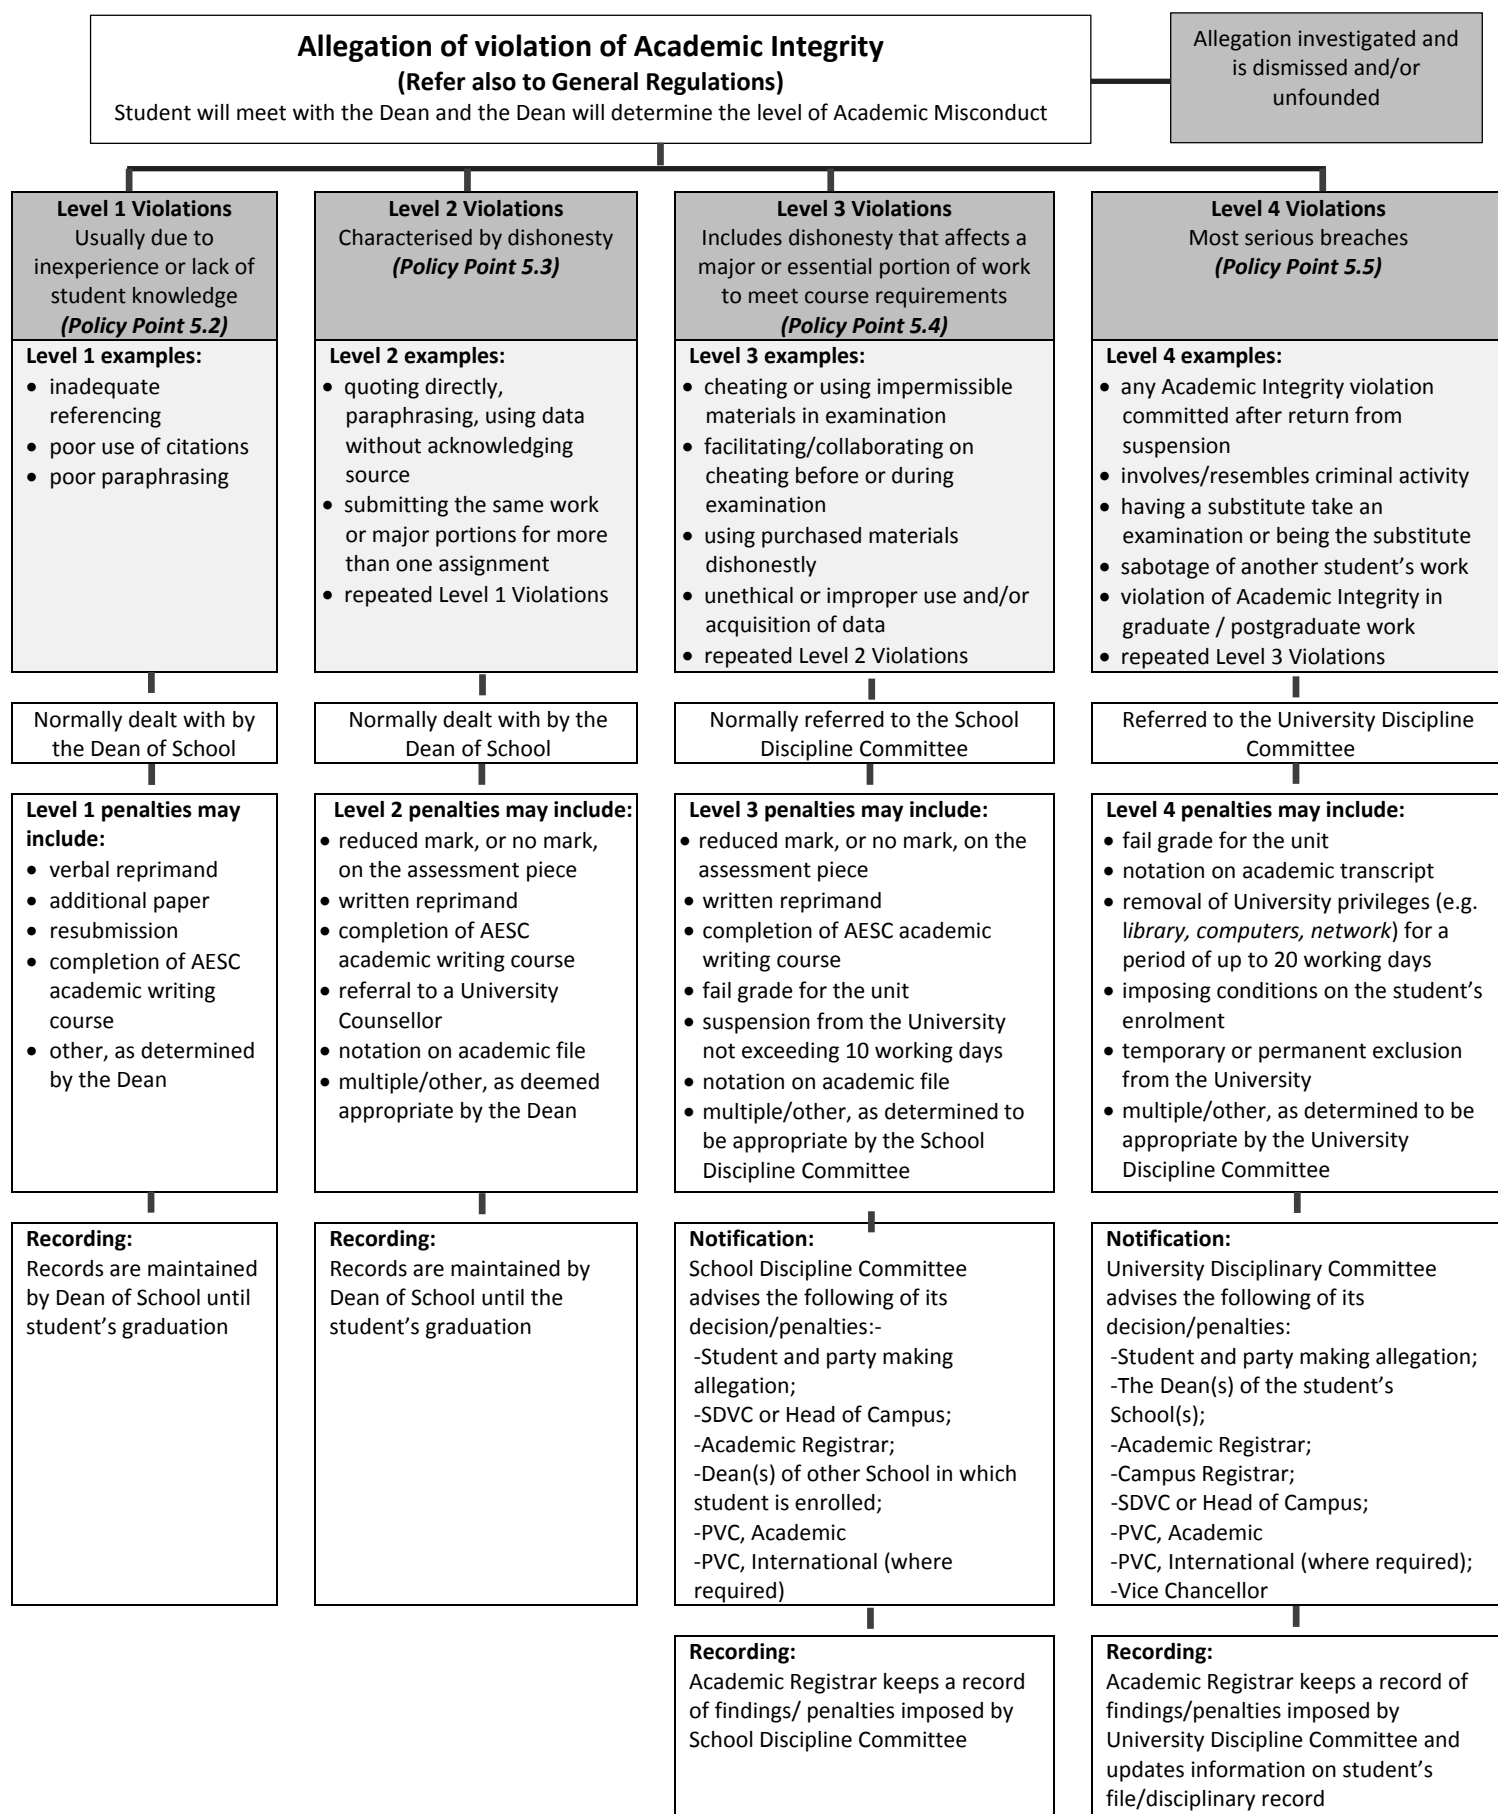 Allegation of violation of Academic Integrity
(Refer also to General Regulations)
Student will meet with the Dean and the Dean will determine the level of Academic Misconduct
Allegation investigated and
is dismissed and/or
unfounded
Level 1 Violations
Usually due to
inexperience or lack of
student knowledge
(Policy Point 5.2)
Level 1 examples:
• inadequate
referencing
• poor use of citations
• poor paraphrasing
Normally dealt with by
the Dean of School
Level 1 penalties may
include:
• verbal reprimand
• additional paper
• resubmission
• completion of AESC
academic writing
course
• other, as determined
by the Dean
Recording:
Records are maintained
by Dean of School until
student’s graduation
Level 2 Violations
Characterised by dishonesty
(Policy Point 5.3)
Level 2 examples:
• quoting directly,
paraphrasing, using data
without acknowledging
source
• submitting the same work
or major portions for more
than one assignment
• repeated Level 1 Violations
Normally dealt with by the
Dean of School
Level 2 penalties may include:
• reduced mark, or no mark,
on the assessment piece
• written reprimand
• completion of AESC
academic writing course
• referral to a University
Counsellor
• notation on academic file
• multiple/other, as deemed
appropriate by the Dean
Recording:
Records are maintained by
Dean of School until the
student’s graduation
Level 3 Violations
Includes dishonesty that affects a
major or essential portion of work
to meet course requirements
(Policy Point 5.4)
Level 3 examples:
• cheating or using impermissible
materials in examination
• facilitating/collaborating on
cheating before or during
examination
• using purchased materials
dishonestly
• unethical or improper use and/or
acquisition of data
• repeated Level 2 Violations
Normally referred to the School
Discipline Committee
Level 3 penalties may include:
• reduced mark, or no mark, on the
assessment piece
• written reprimand
• completion of AESC academic
writing course
• fail grade for the unit
• suspension from the University
not exceeding 10 working days
• notation on academic file
• multiple/other, as determined to
be appropriate by the School
Discipline Committee
Notification:
School Discipline Committee
advises the following of its
decision/penalties:-
-Student and party making
allegation;
-SDVC or Head of Campus;
-Academic Registrar;
-Dean(s) of other School in which
student is enrolled;
-PVC, Academic
-PVC, International (where
required)
Recording:
Academic Registrar keeps a record
of findings/ penalties imposed by
School Discipline Committee
Level 4 Violations
Most serious breaches
(Policy Point 5.5)
Level 4 examples:
• any Academic Integrity violation
committed after return from
suspension
• involves/resembles criminal activity
• having a substitute take an
examination or being the substitute
• sabotage of another student’s work
• violation of Academic Integrity in
graduate / postgraduate work
• repeated Level 3 Violations
Referred to the University Discipline
Committee
Level 4 penalties may include:
• fail grade for the unit
• notation on academic transcript
• removal of University privileges (e.g.
library, computers, network) for a
period of up to 20 working days
• imposing conditions on the student’s
enrolment
• temporary or permanent exclusion
from the University
• multiple/other, as determined to be
appropriate by the University
Discipline Committee
Notification:
University Disciplinary Committee
advises the following of its
decision/penalties:
-Student and party making allegation;
-The Dean(s) of the student’s
School(s);
-Academic Registrar;
-Campus Registrar;
-SDVC or Head of Campus;
-PVC, Academic
-PVC, International (where required);
-Vice Chancellor
Recording:
Academic Registrar keeps a record of
findings/penalties imposed by
University Discipline Committee and
updates information on student’s
file/disciplinary record